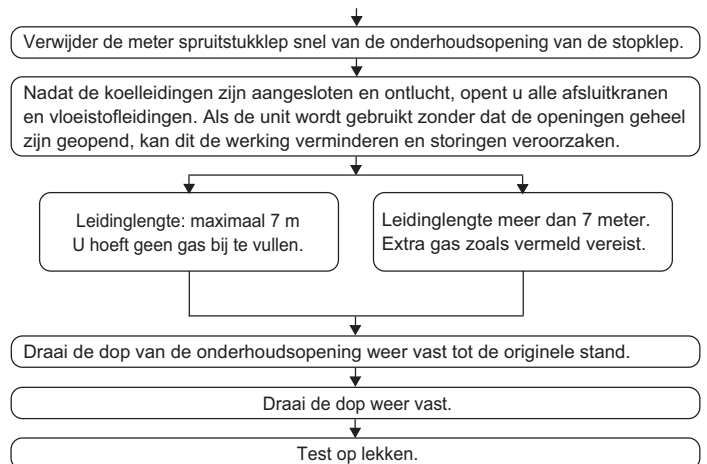 Verwijder de meter spruitstukklep snel van de onderhoudsopening van de stopklep.
Nadat de koelleidingen zijn aangesloten en ontlucht, opent u alle afsluitkranen
en vloeistofleidingen. Als de unit wordt gebruikt zonder dat de openingen geheel
zijn geopend, kan dit de werking verminderen en storingen veroorzaken.
Leidinglengte: maximaal 7 m
U hoeft geen gas bij te vullen.
Leidinglengte meer dan 7 meter.
Extra gas zoals vermeld vereist.
Draai de dop van de onderhoudsopening weer vast tot de originele stand.
Draai de dop weer vast.
Test op lekken.